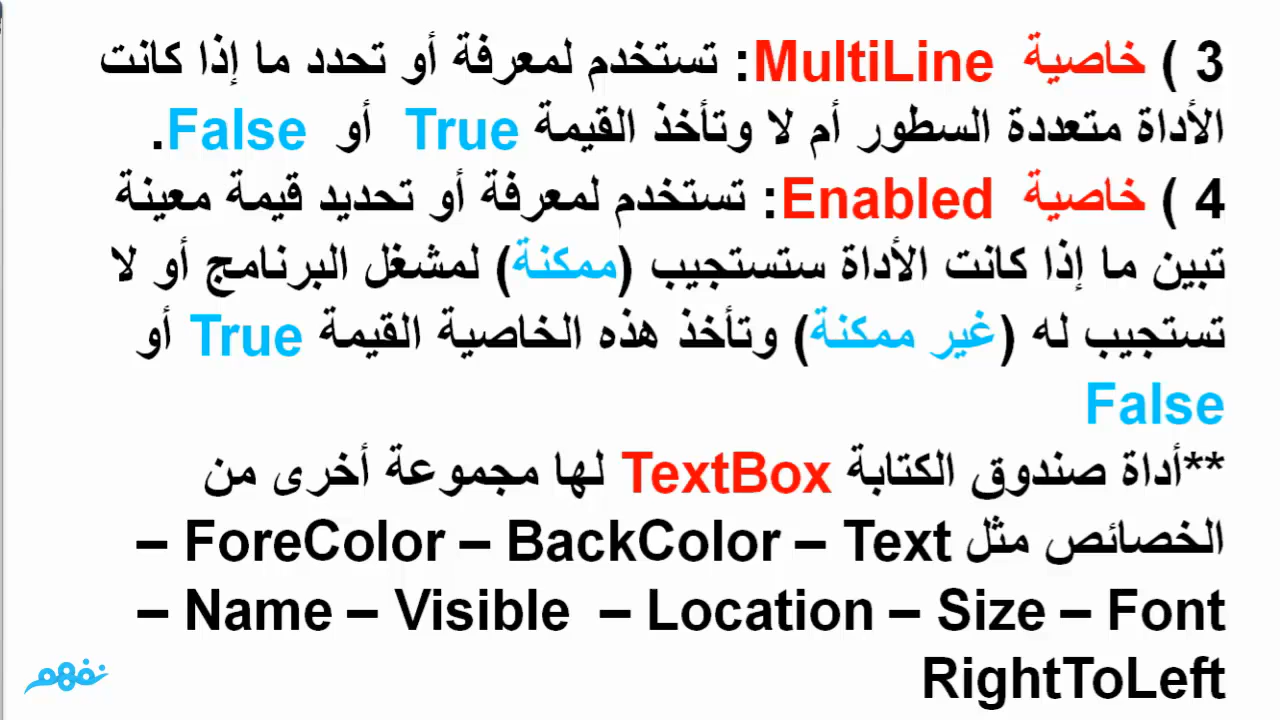 3 ) خاصية MultiLine: تستخدم لمعرفة أو تحدد ما إذا كانت
الأداة متعددة السطور أم لا وتأخذ القيمة True أو False.
4 ) خاصية Enabled: تستخدم لمعرفة أو تحديد قيمة معينة
تبين ما إذا كانت الأداة ستستجيب (ممكنة) لمشغل البرنامج أو لا
تستجيب له (غير ممكنة) وتأخذ هذه الخاصية القيمة True أو
False
**أداة صندوق الكتابة TextBox لها مجموعة أخرى من
الخصائص مثل Text – BackColor – ForeColor –
Font – Size – Location – Visible – Name –
RightToLeft
نفهم